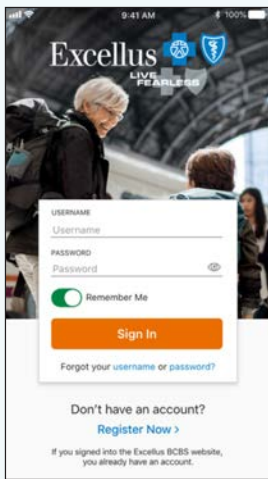 9:41 AM 100%
Excellus
LIVE
FEARLESS
USERNAME
Username
PASSWORD
Password
Remember Me
Sign In
Forgot your username or password?
Don't have an account?
Register Now >
If you signed into the Excellus BCBS website,
you already have an account.